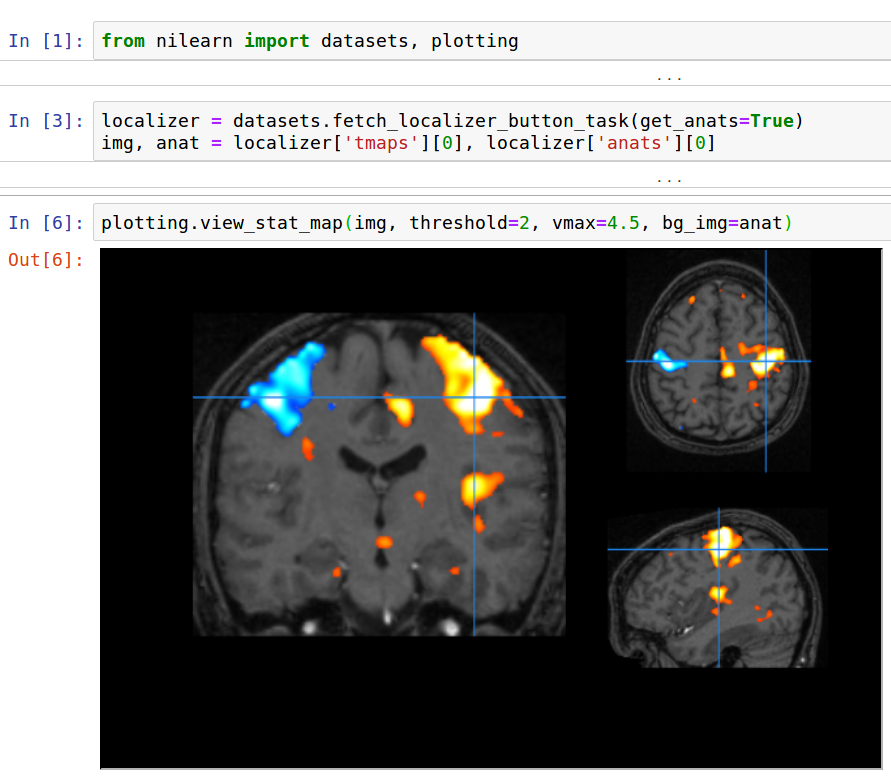 In [1]: from nilearn import datasets, plotting
...
In [3]: localizer = datasets.fetch_localizer_button_task(get_anats=True)
img, anat = localizer['tmaps'][0], localizer['anats'][0]
...
In [6]: plotting.view_stat_map(img, threshold=2, vmax=4.5, bg_img=anat)
Out[6]: